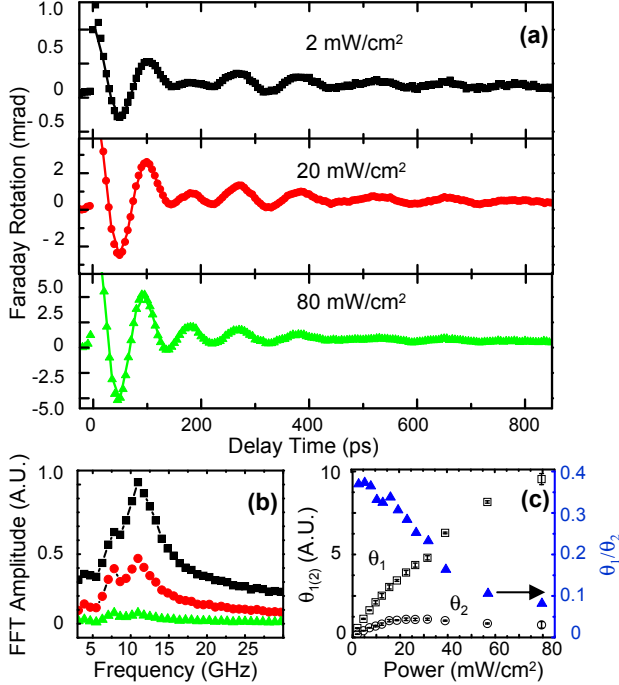 (a)
2 mW/cm²
1.0
0
- 0.5
20 mW/cm²
2
0
- 2
80 mW/cm²
5.0
2.5
0
-2.5
-5.0
Faraday Rotation (mrad)
0 200 400 600 800
Delay Time (ps)
(b)
1.0
0.5
0
FFT Amplitude (A.U.)
5 10 15 20 25
Frequency (GHz)
(c)
10
5
0
θ1(2) (A.U.)
θ1
θ2
0.4
0.3
0.2
0.1
0
θ1/θ2
0 20 40 60 80
Power (mW/cm²)